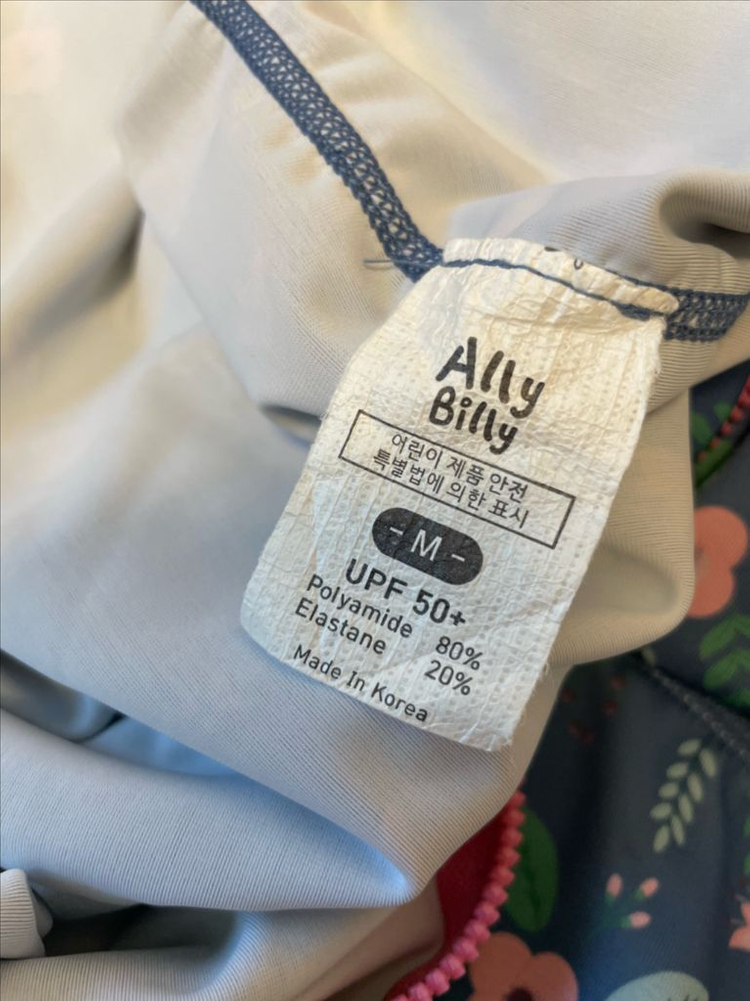 Ally
Billy
어린이 제품 안전
특별법에 의한 표시
- M -
UPF 50+
Polyamide 80%
Elastane 20%
Made In Korea